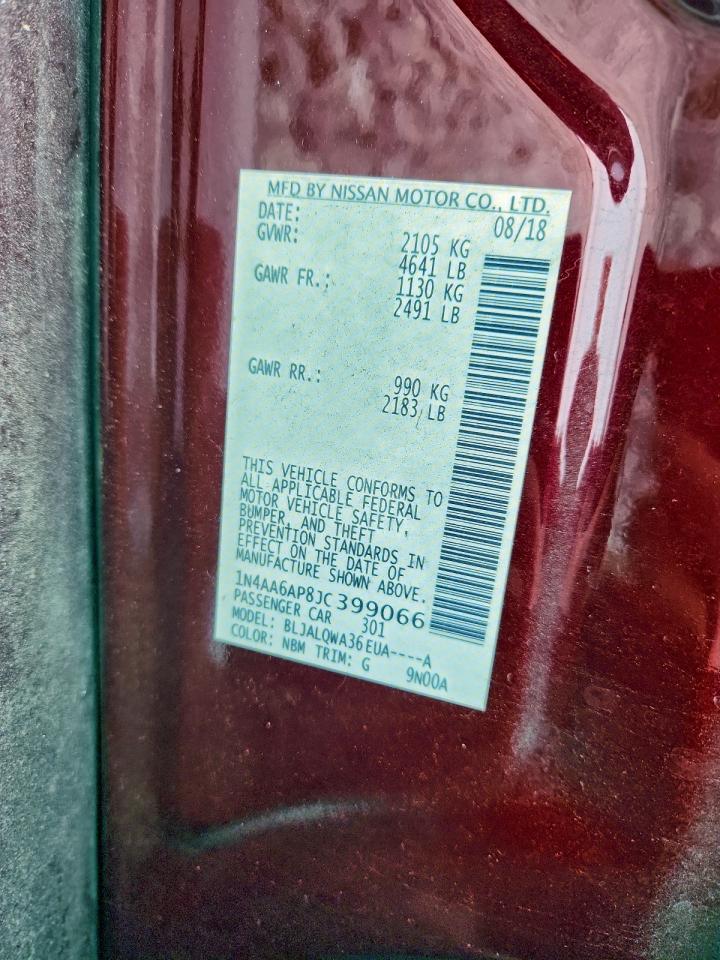 MFD BY NISSAN MOTOR CO., LTD.
DATE: 08/18
GVWR: 2105 KG
4641 LB
GAWR FR.: 1130 KG
2491 LB
GAWR RR.: 990 KG
2183 LB
THIS VEHICLE CONFORMS TO
ALL APPLICABLE FEDERAL
MOTOR VEHICLE SAFETY,
BUMPER, AND THEFT
PREVENTION STANDARDS IN
EFFECT ON THE DATE OF
MANUFACTURE SHOWN ABOVE.
1N4AA6AP8JC399066
PASSENGER CAR 301
MODEL: BLJALQWA36EUA----A
COLOR: NBM TRIM: G 9N00A